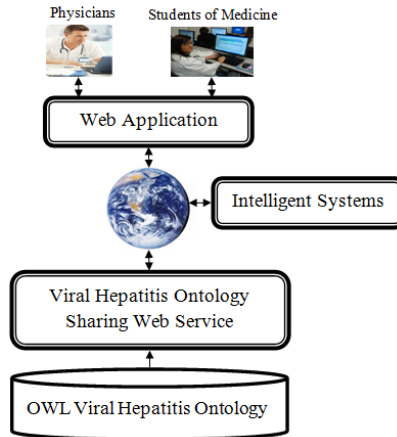 Physicians
Students of Medicine
Web Application
Intelligent Systems
Viral Hepatitis Ontology
Sharing Web Service
OWL Viral Hepatitis Ontology